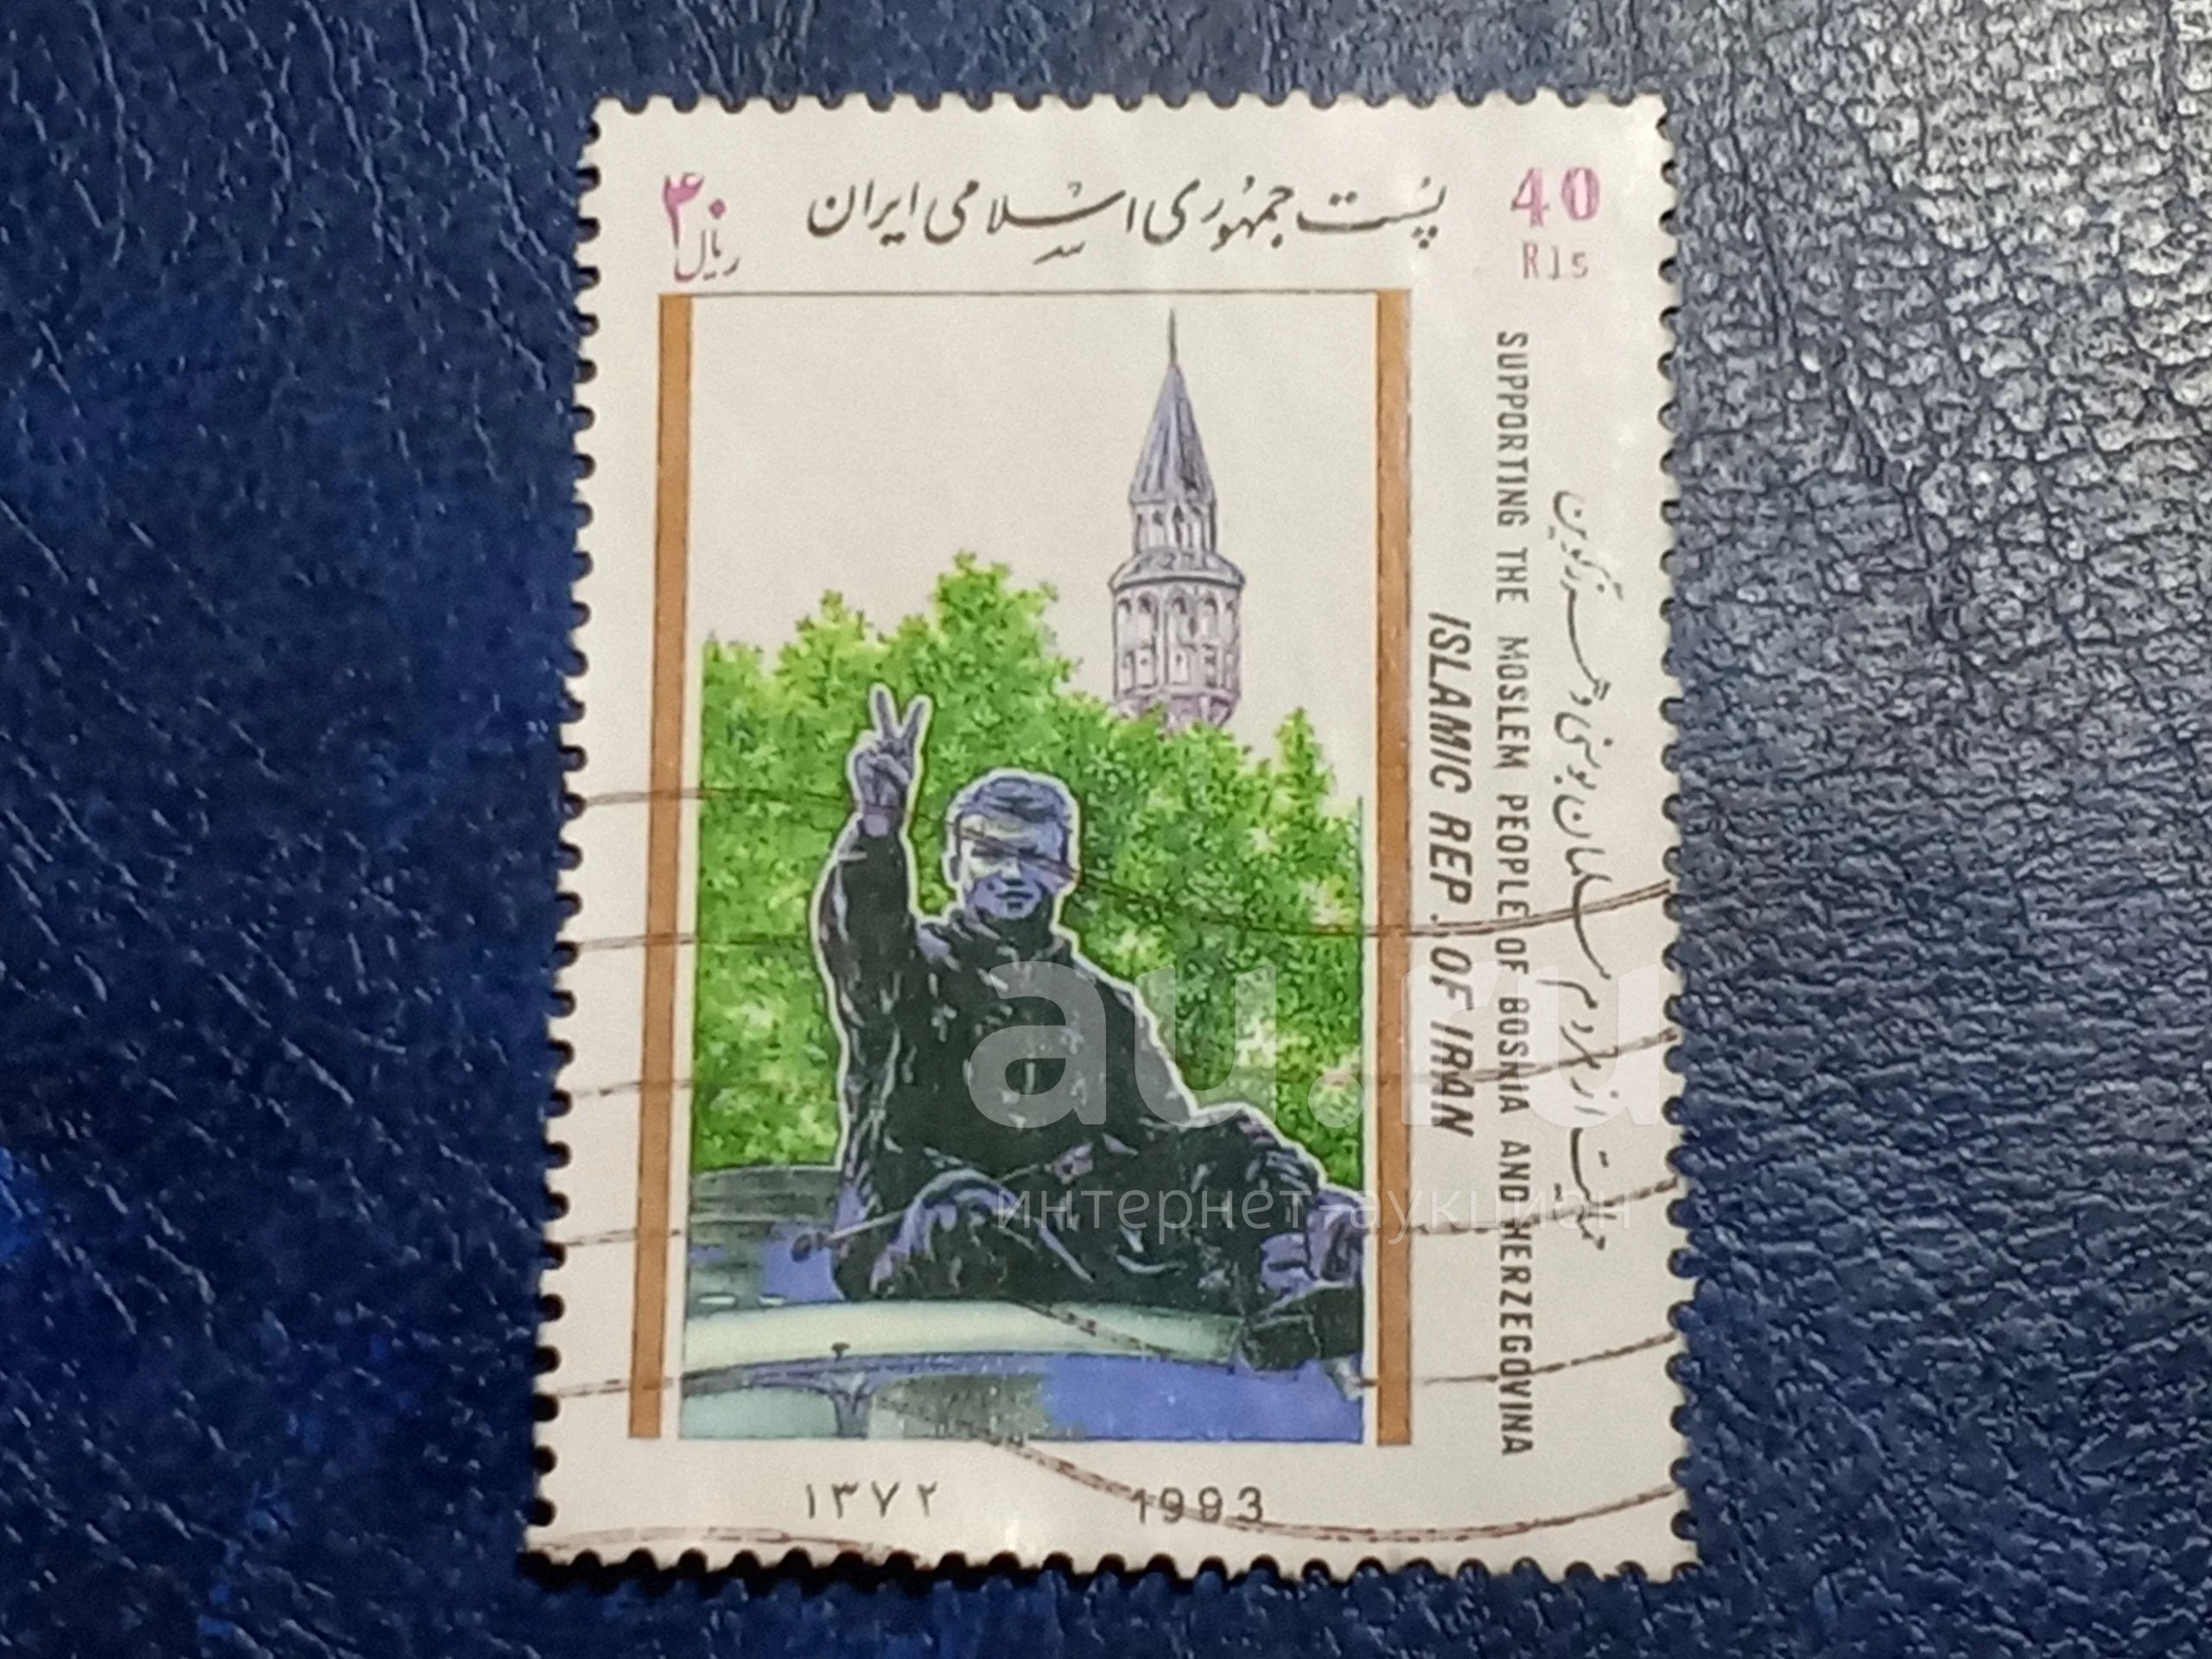 ۴۰
ریال
پست جمهوری اسلامی ایران
40
Rls
حمایت از مردم مسلمان بوسنی و هرزگوین
SUPPORTING THE MOSLEM PEOPLE OF BOSNIA AND HERZEGOVINA
ISLAMIC REP. OF IRAN
au.ru
интернет-аукцион
۱۳۷۲
1993